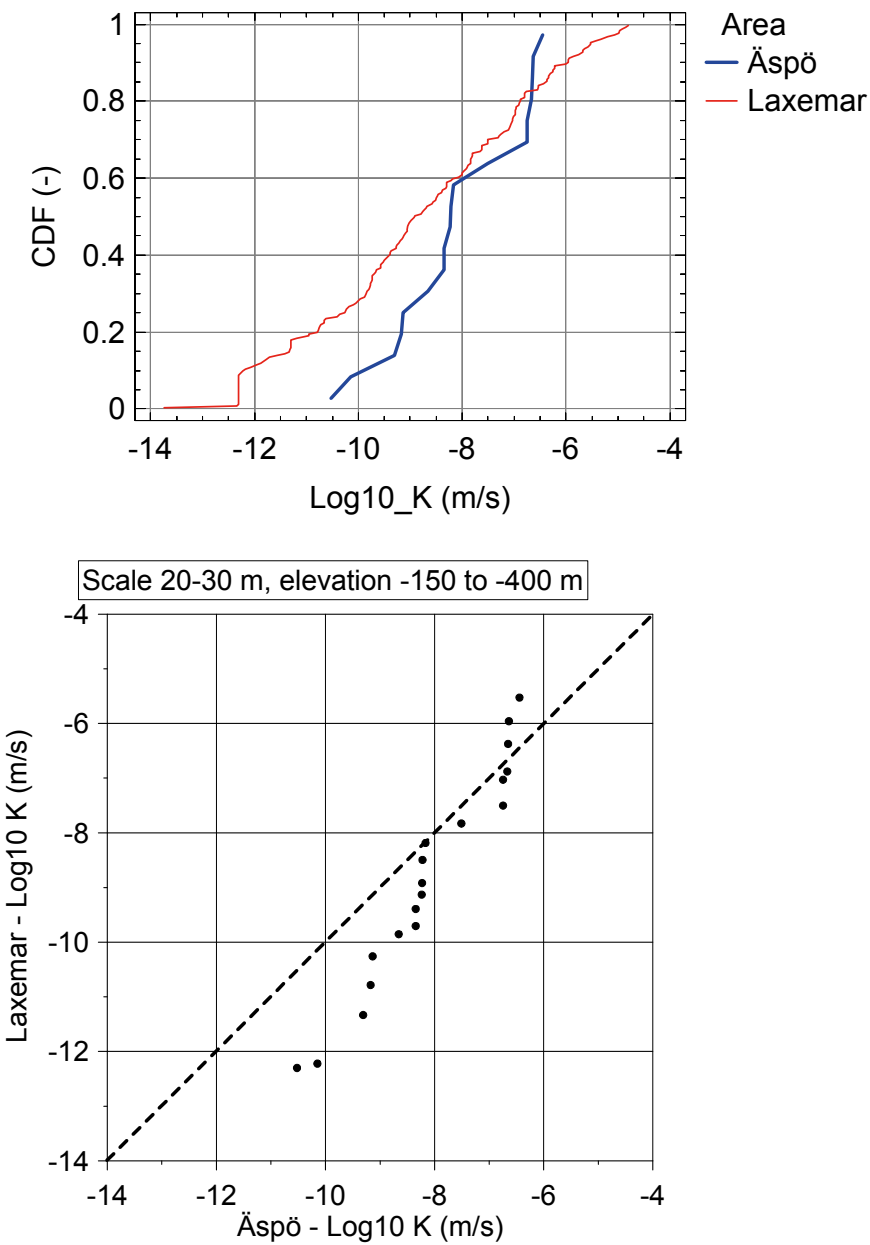 Area
Äspö
Laxemar
CDF (-)
1
0.8
0.6
0.4
0.2
0
-14 -12 -10 -8 -6 -4
Log10_K (m/s)
Scale 20-30 m, elevation -150 to -400 m
Laxemar - Log10 K (m/s)
-4
-6
-8
-10
-12
-14
-14 -12 -10 -8 -6 -4
Äspö - Log10 K (m/s)